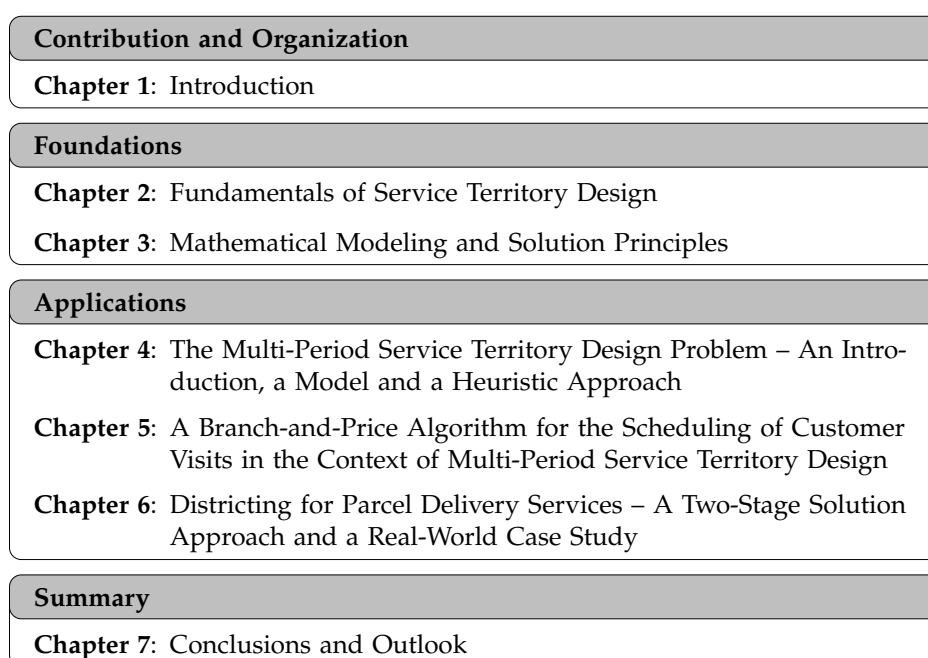 Contribution and Organization
Chapter 1: Introduction
Foundations
Chapter 2: Fundamentals of Service Territory Design
Chapter 3: Mathematical Modeling and Solution Principles
Applications
Chapter 4: The Multi-Period Service Territory Design Problem – An Intro-
duction, a Model and a Heuristic Approach
Chapter 5: A Branch-and-Price Algorithm for the Scheduling of Customer
Visits in the Context of Multi-Period Service Territory Design
Chapter 6: Districting for Parcel Delivery Services – A Two-Stage Solution
Approach and a Real-World Case Study
Summary
Chapter 7: Conclusions and Outlook